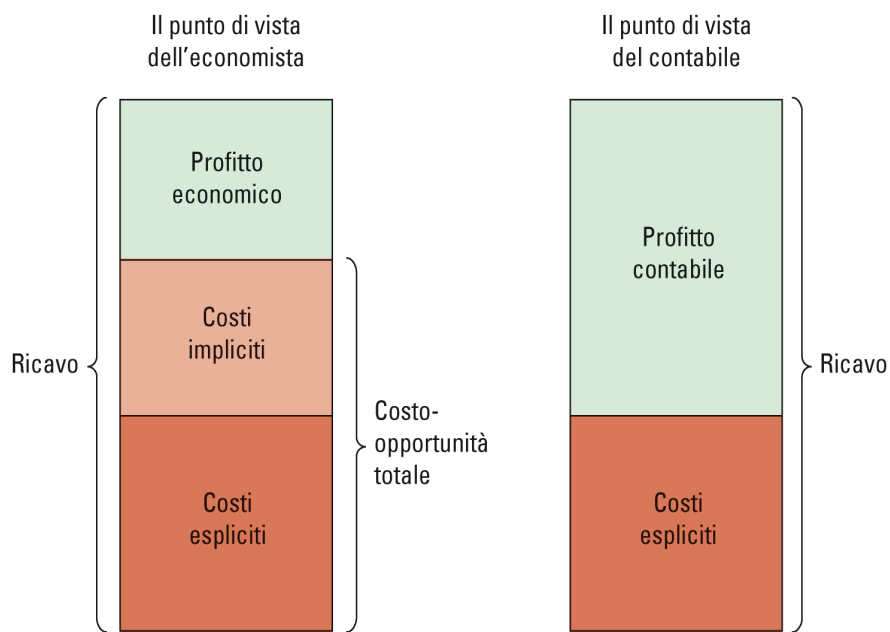 Il punto di vista
dell'economista
Profitto
economico
Costi
impliciti
Costi
espliciti
Ricavo
Costo-
opportunità
totale
Il punto di vista
del contabile
Profitto
contabile
Costi
espliciti
Ricavo